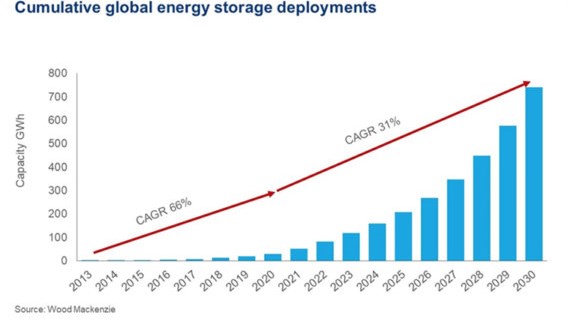 Cumulative global energy storage deployments
Capacity GWh
800
700
600
500
400
300
200
100
0
CAGR 66%
CAGR 31%
2013 2014 2015 2016 2017 2018 2019 2020 2021 2022 2023 2024 2025 2026 2027 2028 2029 2030
Source: Wood Mackenzie